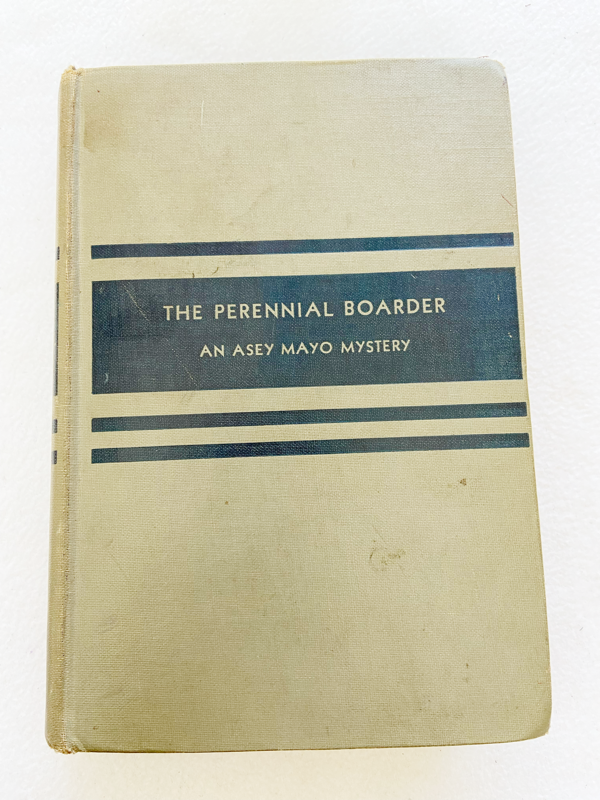 THE PERENNIAL BOARDER
AN ASEY MAYO MYSTERY